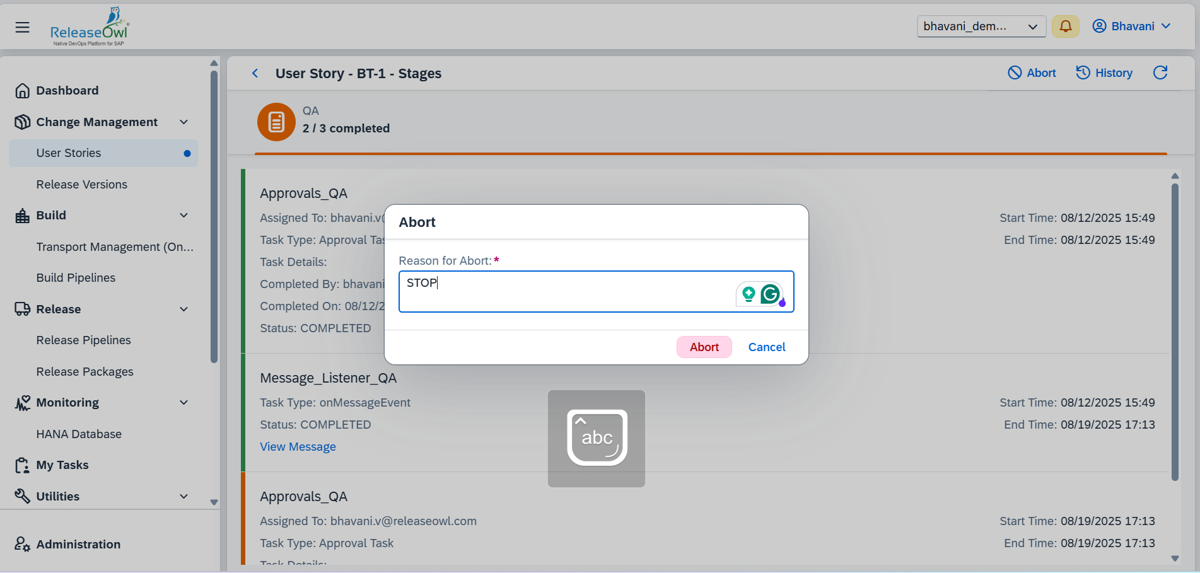 ReleaseOwl
Native DevOps Platform for SAP
bhavani_dem...
Bhavani
Dashboard
Change Management
User Stories
Release Versions
Build
Transport Management (On...
Build Pipelines
Release
Release Pipelines
Release Packages
Monitoring
HANA Database
My Tasks
Utilities
Administration
User Story - BT-1 - Stages
Abort
History
QA
2 / 3 completed
Approvals_QA
Assigned To: bhavani.v@
Start Time: 08/12/2025 15:49
Task Type: Approval Tas
End Time: 08/12/2025 15:49
Task Details:
Completed By: bhavani
Completed On: 08/12/2
Status: COMPLETED
Abort
Reason for Abort:*
STOP
Abort
Cancel
Message_Listener_QA
Task Type: onMessageEvent
Start Time: 08/12/2025 15:49
Status: COMPLETED
End Time: 08/19/2025 17:13
View Message
abc
Approvals_QA
Assigned To: bhavani.v@releaseowl.com
Start Time: 08/19/2025 17:13
Task Type: Approval Task
End Time: 08/19/2025 17:13
Task Details: